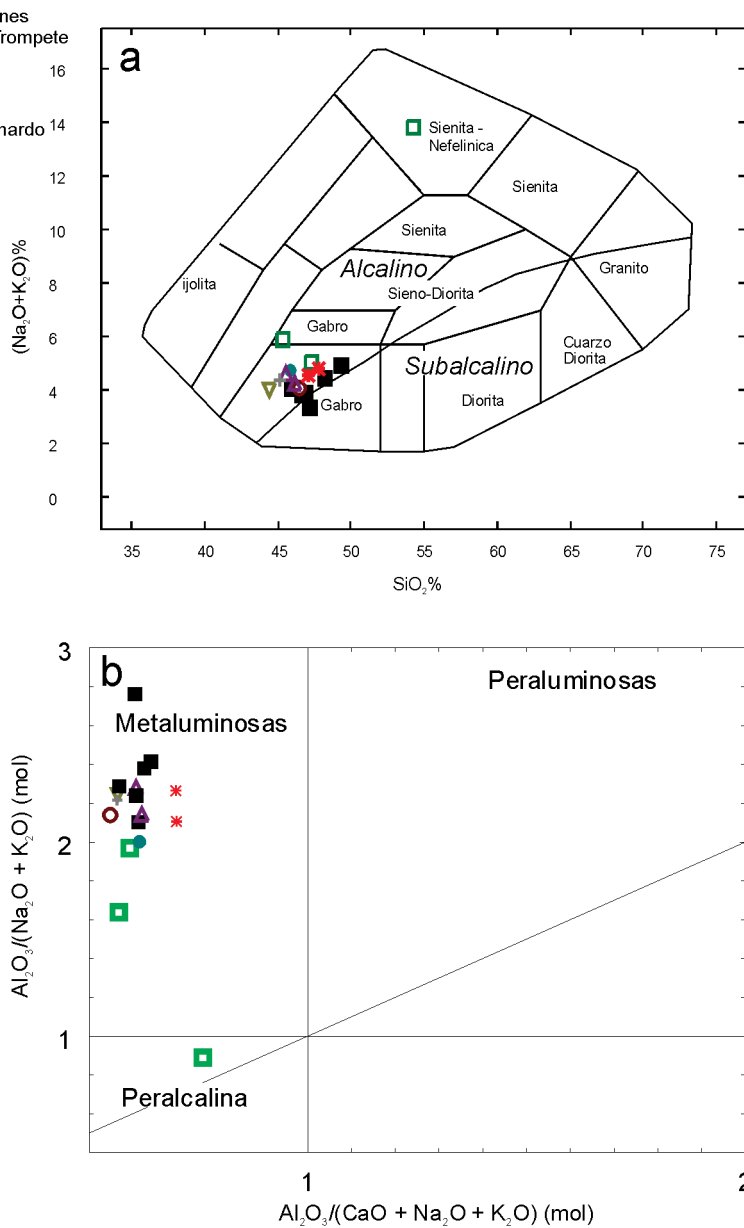 nes
Trompete
nardo
a
16
14
12
10
8
6
4
2
0
(Na₂O+K₂O)%
Sienita -
Nefelinica
Sienita
Sienita
Granito
Alcalino
ijolita
Sieno-Diorita
Gabro
Cuarzo
Diorita
Subalcalino
Gabro
Diorita
35
40
45
50
55
60
65
70
75
SiO₂%
b
3
2
1
Al₂O₃/(Na₂O + K₂O) (mol)
Peraluminosas
Metaluminosas
Peralcalina
1
2
Al₂O₃/(CaO + Na₂O + K₂O) (mol)